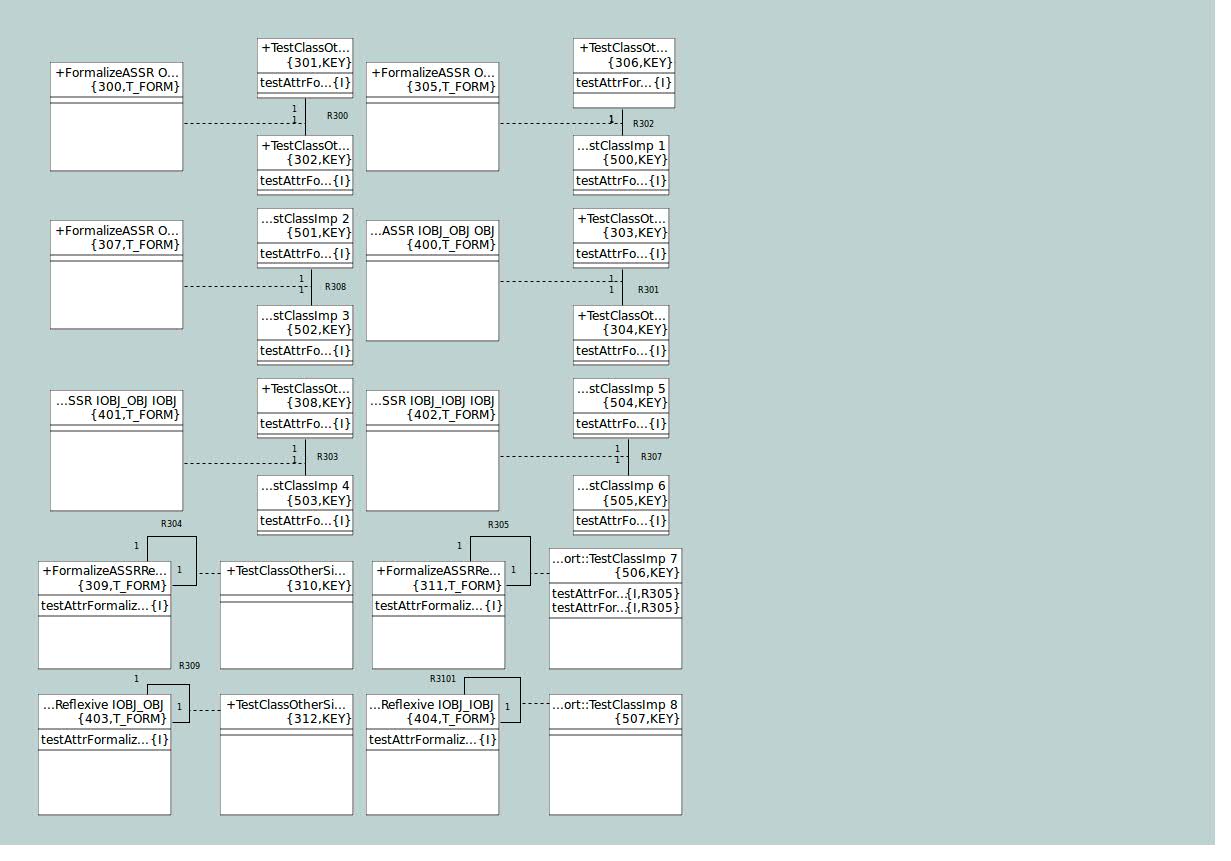 +TestClassOt...
{301,KEY}
testAttrFo...{I}
+TestClassOt...
{306,KEY}
testAttrFor...{I}
+FormalizeASSR O...
{300,T_FORM}
+FormalizeASSR O...
{305,T_FORM}
1
1
R300
1
R302
+TestClassOt...
{302,KEY}
testAttrFo...{I}
...stClassImp 1
{500,KEY}
testAttrFo...{I}
+FormalizeASSR O...
{307,T_FORM}
...stClassImp 2
{501,KEY}
testAttrFo...{I}
...ASSR IOBJ_OBJ OBJ
{400,T_FORM}
+TestClassOt...
{303,KEY}
testAttrFo...{I}
1
1
R308
1
1
R301
...stClassImp 3
{502,KEY}
testAttrFo...{I}
+TestClassOt...
{304,KEY}
testAttrFo...{I}
...SSR IOBJ_OBJ IOBJ
{401,T_FORM}
+TestClassOt...
{308,KEY}
testAttrFo...{I}
...SSR IOBJ_IOBJ IOBJ
{402,T_FORM}
...stClassImp 5
{504,KEY}
testAttrFo...{I}
1
1
R303
1
1
R307
...stClassImp 4
{503,KEY}
testAttrFo...{I}
...stClassImp 6
{505,KEY}
testAttrFo...{I}
R304
1
1
R305
1
1
+FormalizeASSRRe...
{309,T_FORM}
testAttrFormaliz...{I}
+TestClassOtherSi...
{310,KEY}
+FormalizeASSRRe...
{311,T_FORM}
testAttrFormaliz...{I}
...ort::TestClassImp 7
{506,KEY}
testAttrFor...{I,R305}
testAttrFor...{I,R305}
R309
1
1
R3101
1
...Reflexive IOBJ_OBJ
{403,T_FORM}
testAttrFormaliz...{I}
+TestClassOtherSi...
{312,KEY}
...Reflexive IOBJ_IOBJ
{404,T_FORM}
testAttrFormaliz...{I}
...ort::TestClassImp 8
{507,KEY}